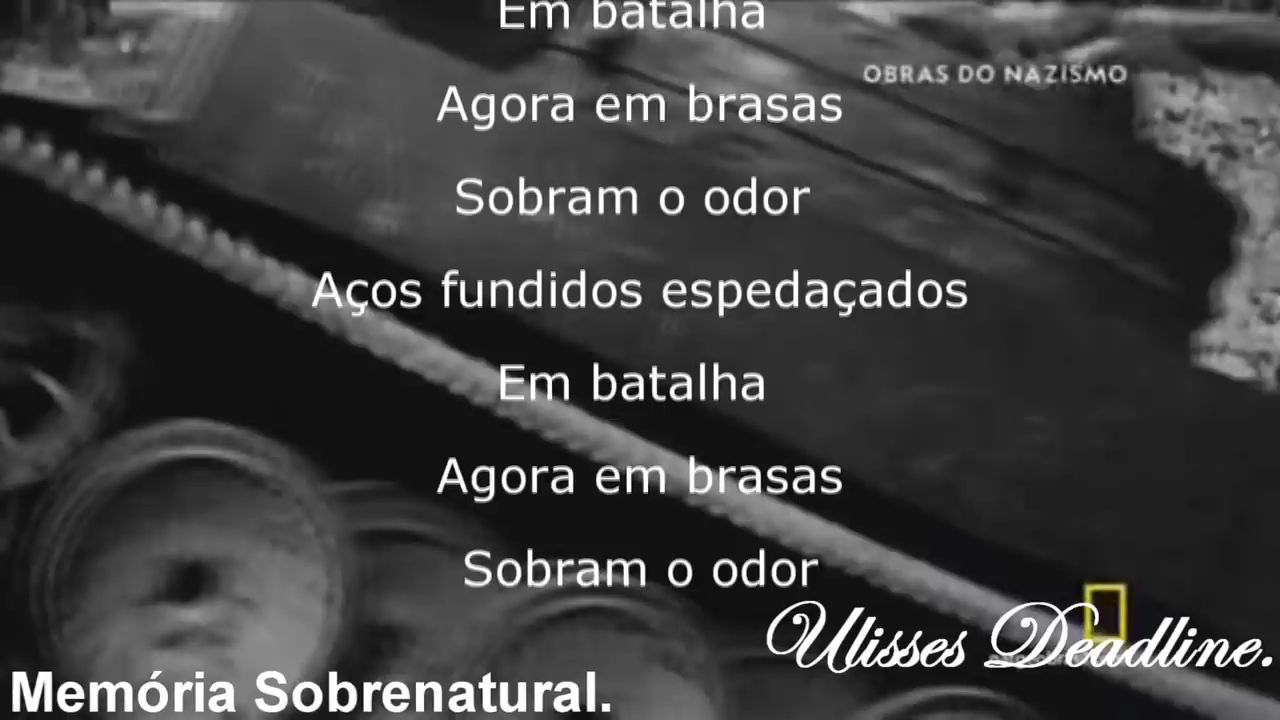 Em batalha
OBRAS DO NAZISMO
Agora em brasas
Sobram o odor
Aços fundidos espedaçados
Em batalha
Agora em brasas
Sobram o odor
Ulisses Deadline.
Memória Sobrenatural.